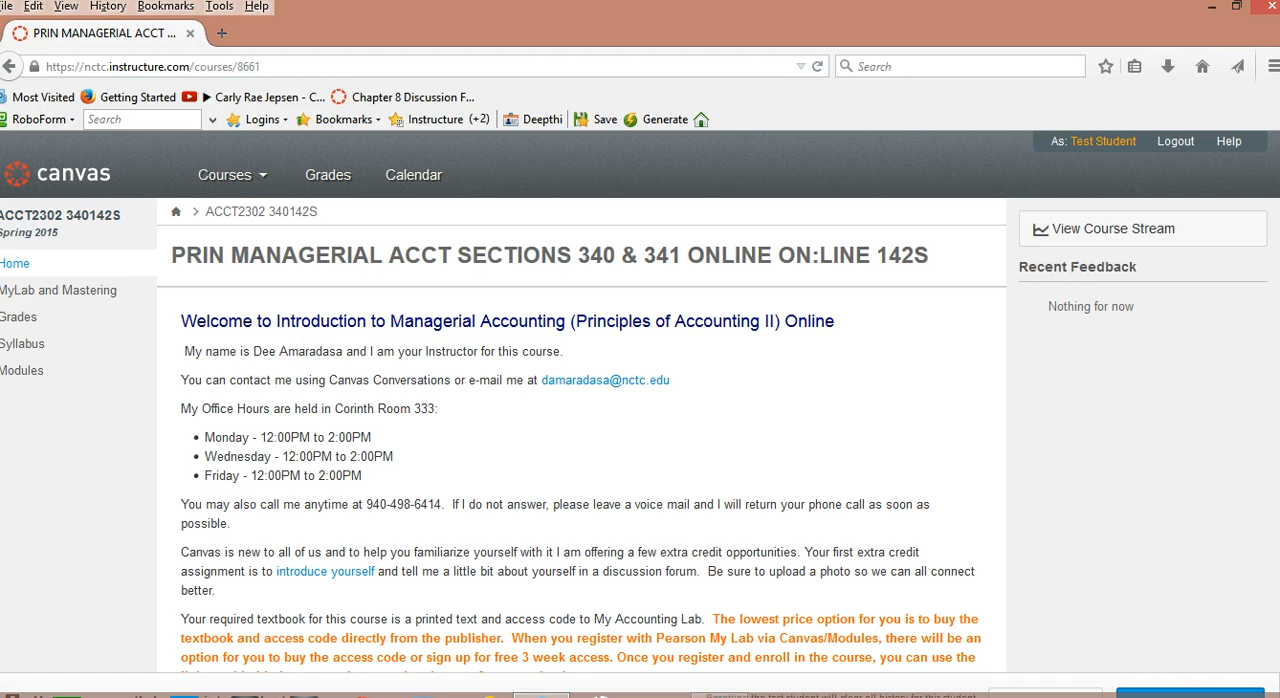 ile Edit View History Bookmarks Tools Help
PRIN MANAGERIAL ACCT ... × +
https://nctc.instructure.com/courses/8661 Search
Most Visited Getting Started ▶ Carly Rae Jepsen - C... Chapter 8 Discussion F...
RoboForm Search Logins Bookmarks Instructure (+2) Deepthi Save Generate
As: Test Student Logout Help
canvas Courses Grades Calendar
ACCT2302 340142S
Spring 2015
Home
MyLab and Mastering
Grades
Syllabus
Modules
> ACCT2302 340142S
PRIN MANAGERIAL ACCT SECTIONS 340 & 341 ONLINE ON:LINE 142S
Welcome to Introduction to Managerial Accounting (Principles of Accounting II) Online
My name is Dee Amaradasa and I am your Instructor for this course.
You can contact me using Canvas Conversations or e-mail me at damaradasa@nctc.edu
My Office Hours are held in Corinth Room 333:
• Monday - 12:00PM to 2:00PM
• Wednesday - 12:00PM to 2:00PM
• Friday - 12:00PM to 2:00PM
You may also call me anytime at 940-498-6414. If I do not answer, please leave a voice mail and I will return your phone call as soon as
possible.
Canvas is new to all of us and to help you familiarize yourself with it I am offering a few extra credit opportunities. Your first extra credit
assignment is to introduce yourself and tell me a little bit about yourself in a discussion forum. Be sure to upload a photo so we can all connect
better.
Your required textbook for this course is a printed text and access code to My Accounting Lab. The lowest price option for you is to buy the
textbook and access code directly from the publisher. When you register with Pearson My Lab via Canvas/Modules, there will be an
option for you to buy the access code or sign up for free 3 week access. Once you register and enroll in the course, you can use the
View Course Stream
Recent Feedback
Nothing for now
Resetting the test student will clear all history for this student